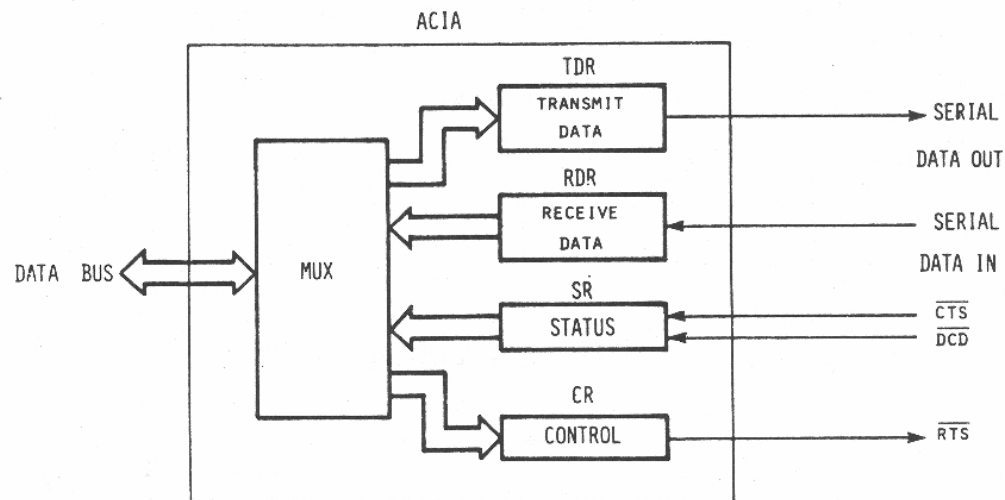 ACIA
TDR
TRANSMIT
DATA
SERIAL
DATA OUT
RDR
RECEIVE
DATA
SERIAL
DATA IN
DATA BUS
MUX
SR
STATUS
CTS
DCD
CR
CONTROL
RTS